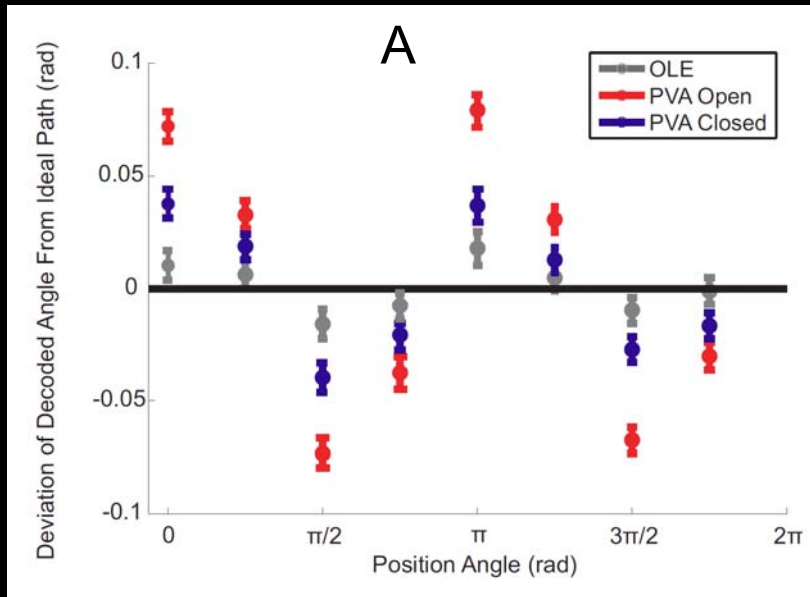 A
OLE
PVA Open
PVA Closed
Deviation of Decoded Angle From Ideal Path (rad)
0.1
0.05
0
-0.05
-0.1
0 π/2 π 3π/2 2π
Position Angle (rad)